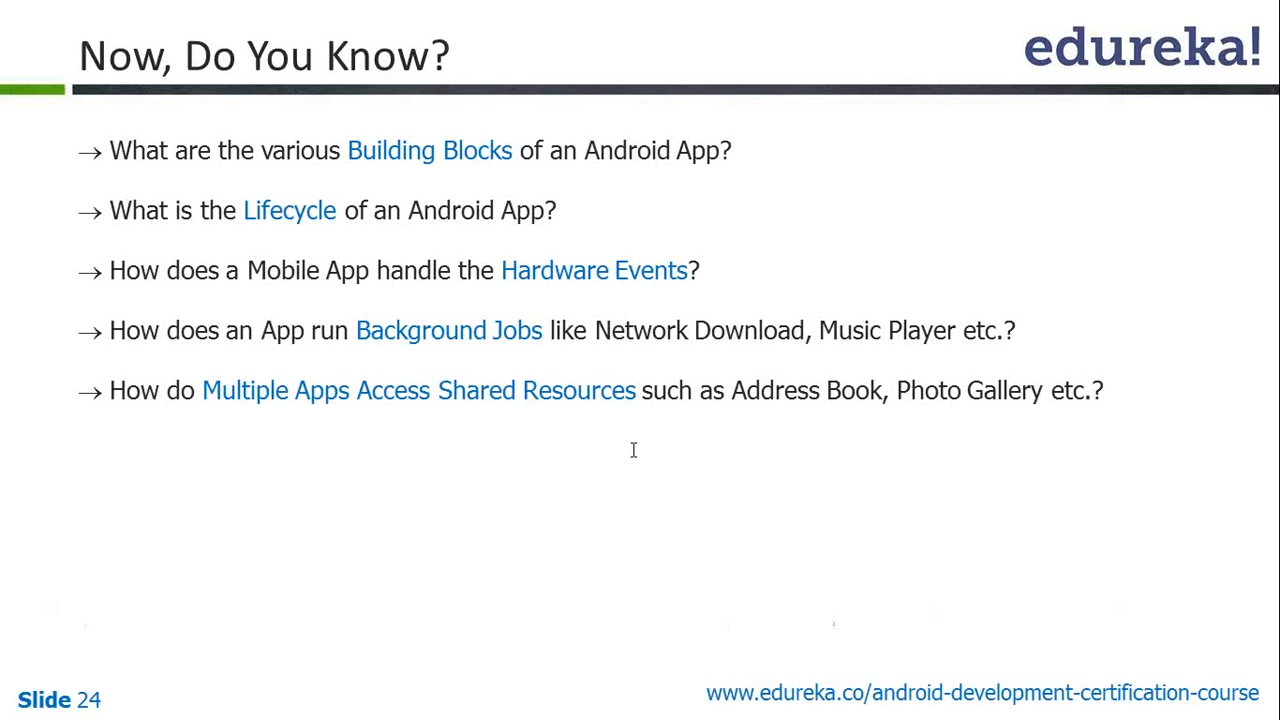 Now, Do You Know?
edureka!
→ What are the various Building Blocks of an Android App?
→ What is the Lifecycle of an Android App?
→ How does a Mobile App handle the Hardware Events?
→ How does an App run Background Jobs like Network Download, Music Player etc.?
→ How do Multiple Apps Access Shared Resources such as Address Book, Photo Gallery etc.?
Slide 24
www.edureka.co/android-development-certification-course